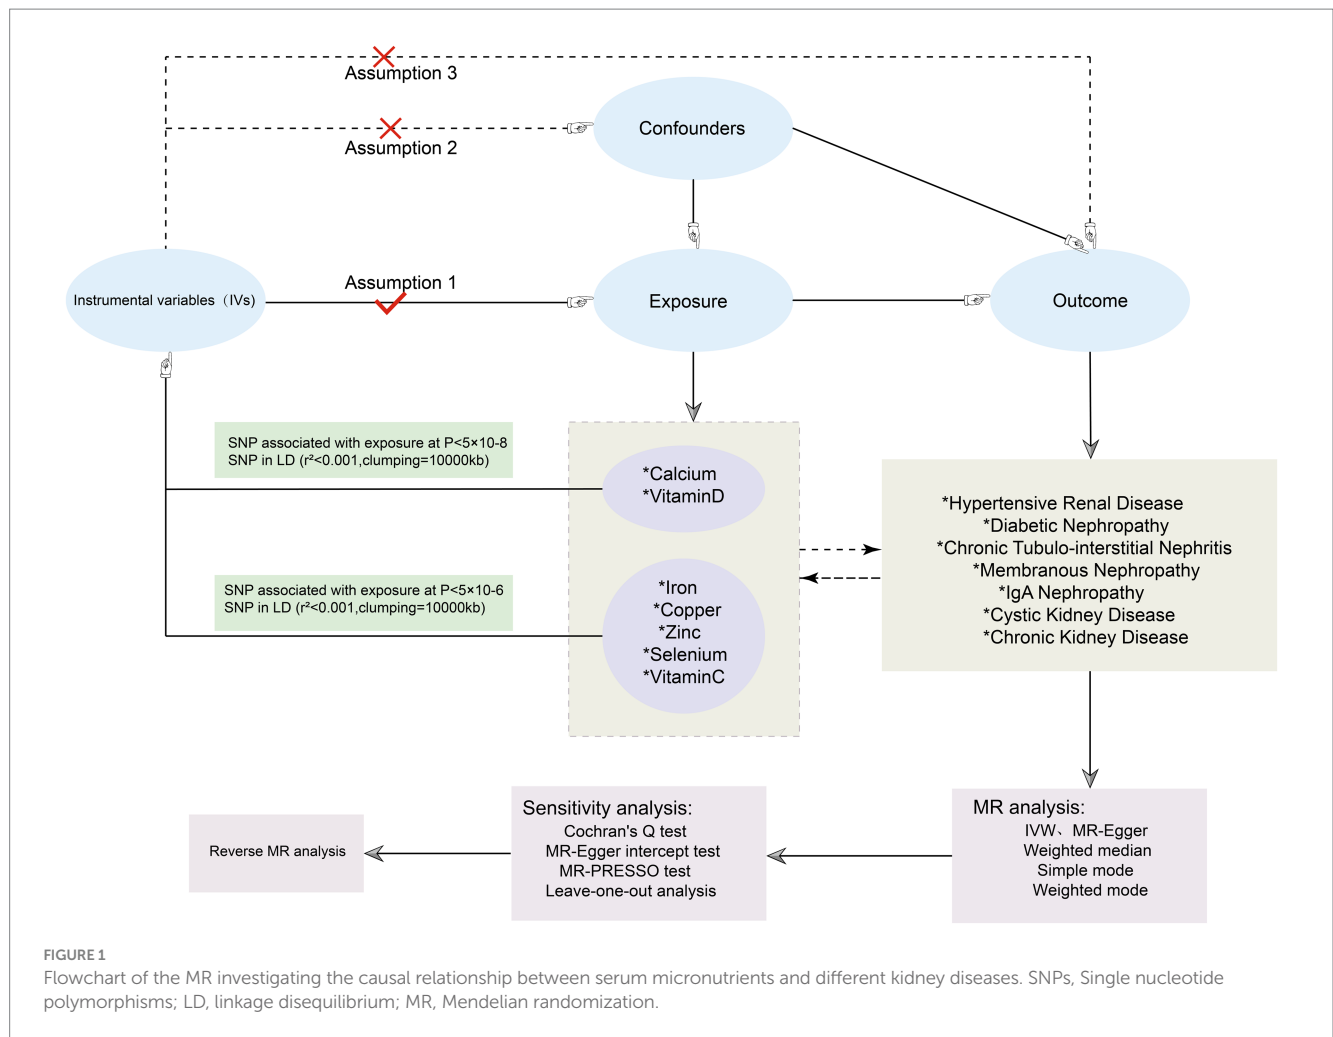 Assumption 3
Confounders
Assumption 2
Assumption 1
Instrumental variables（IVs)
Exposure
Outcome
SNP associated with exposure at P<5×10-8
SNP in LD (r²<0.001,clumping=10000kb)
*Calcium
*VitaminD
SNP associated with exposure at P<5×10-6
SNP in LD (r²<0.001,clumping=10000kb)
*Iron
*Copper
*Zinc
*Selenium
*VitaminC
*Hypertensive Renal Disease
*Diabetic Nephropathy
*Chronic Tubulo-interstitial Nephritis
*Membranous Nephropathy
*IgA Nephropathy
*Cystic Kidney Disease
*Chronic Kidney Disease
MR analysis:
IVW、MR-Egger
Weighted median
Simple mode
Weighted mode
Sensitivity analysis:
Cochran's Q test
MR-Egger intercept test
MR-PRESSO test
Leave-one-out analysis
Reverse MR analysis
FIGURE 1
Flowchart of the MR investigating the causal relationship between serum micronutrients and different kidney diseases. SNPs, Single nucleotide
polymorphisms; LD, linkage disequilibrium; MR, Mendelian randomization.